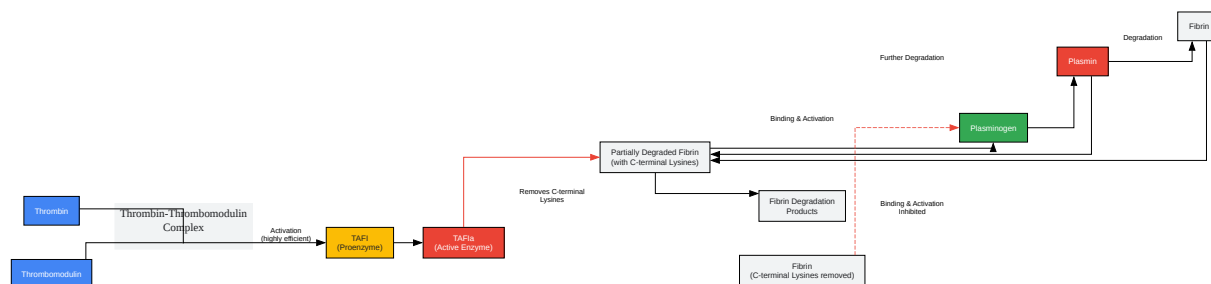 Fibrin
Degradation
Further Degradation
Plasmin
Binding & Activation
Plasminogen
Partially Degraded Fibrin
(with C-terminal Lysines)
Removes C-terminal
Lysines
Fibrin Degradation
Products
Binding & Activation
Inhibited
Thrombin
Thrombin-Thrombomodulin
Complex
Activation
(highly efficient)
TAFI
(Proenzyme)
TAFIa
(Active Enzyme)
Thrombomodulin
Fibrin
(C-terminal Lysines removed)